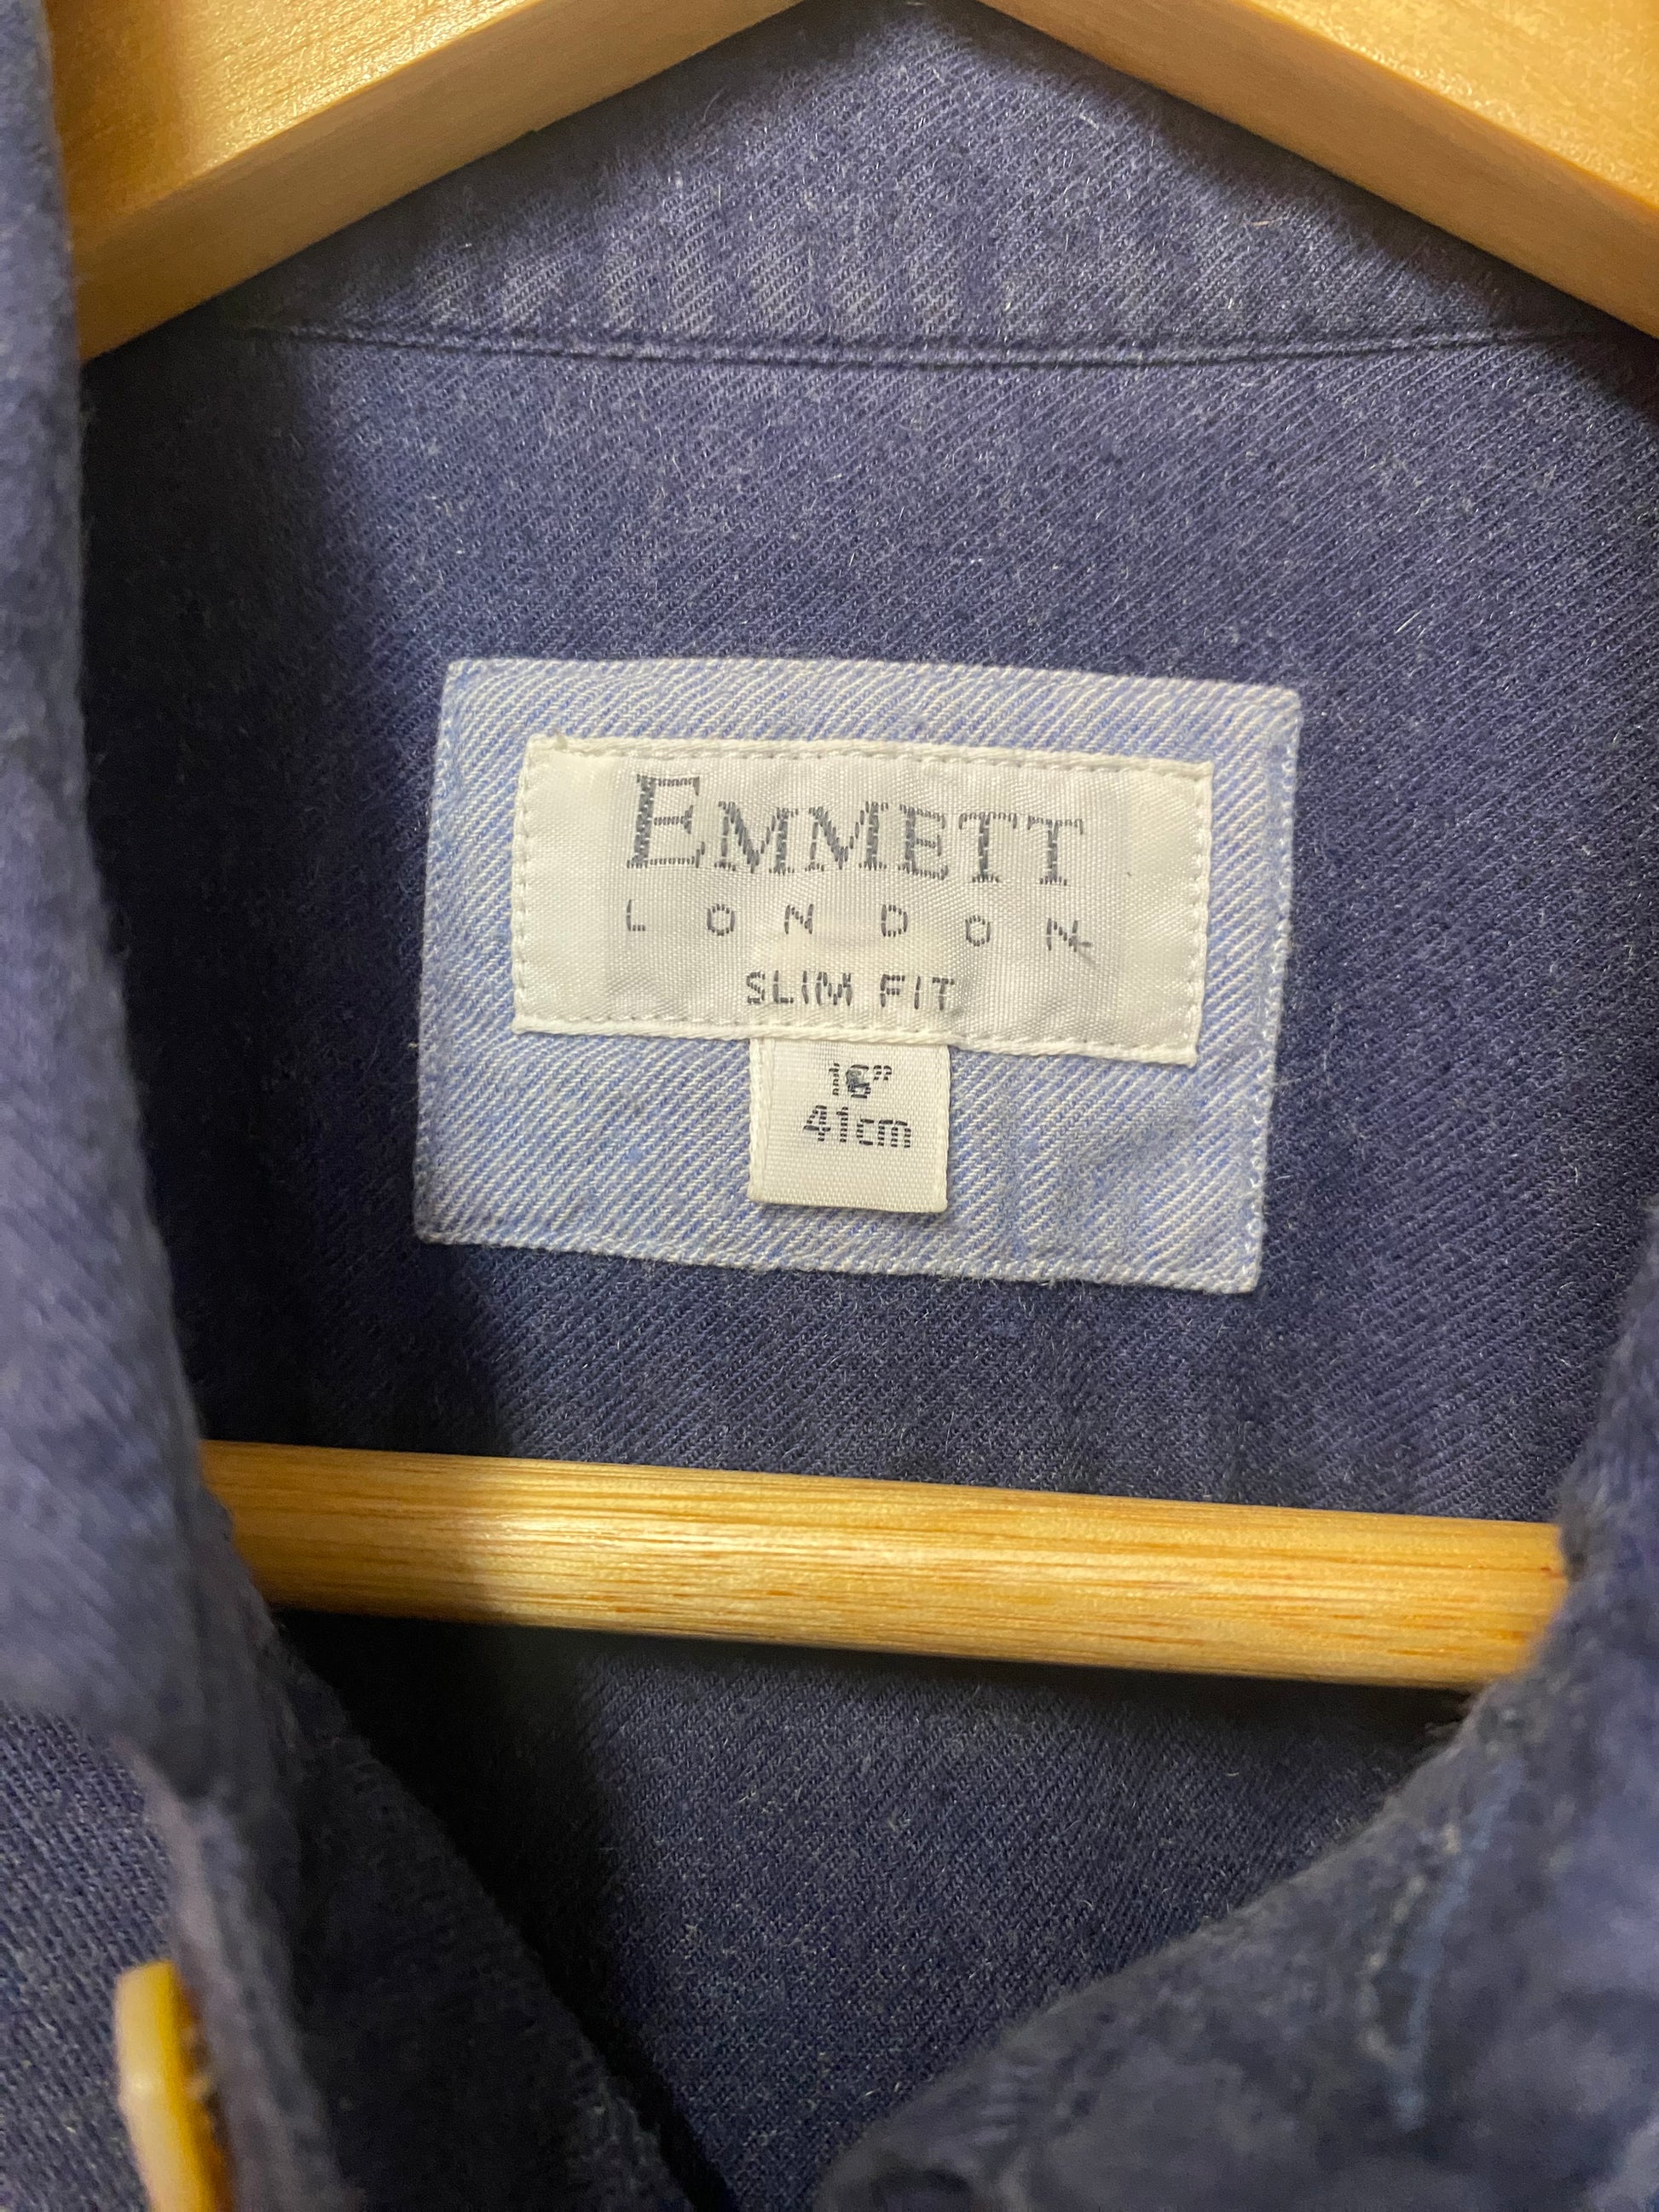 EMMETT
LONDON
SLIM FIT
16"
41cm